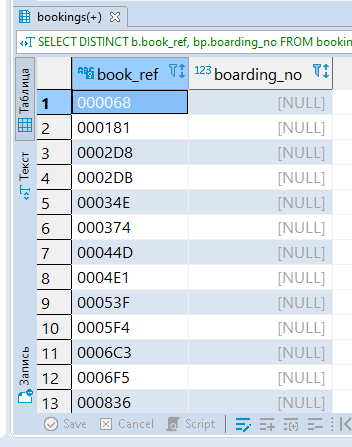 bookings(+)
SELECT DISTINCT b.book_ref, bp.boarding_no FROM bookin
Таблица
Текст
Запись
book_ref 123 boarding_no
1 000068 [NULL]
2 000181 [NULL]
3 0002D8 [NULL]
4 0002DB [NULL]
5 00034E [NULL]
6 000374 [NULL]
7 00044D [NULL]
8 0004E1 [NULL]
9 00053F [NULL]
10 0005F4 [NULL]
11 0006C3 [NULL]
12 0006F5 [NULL]
13 000836 [NULL]
Save Cancel Script